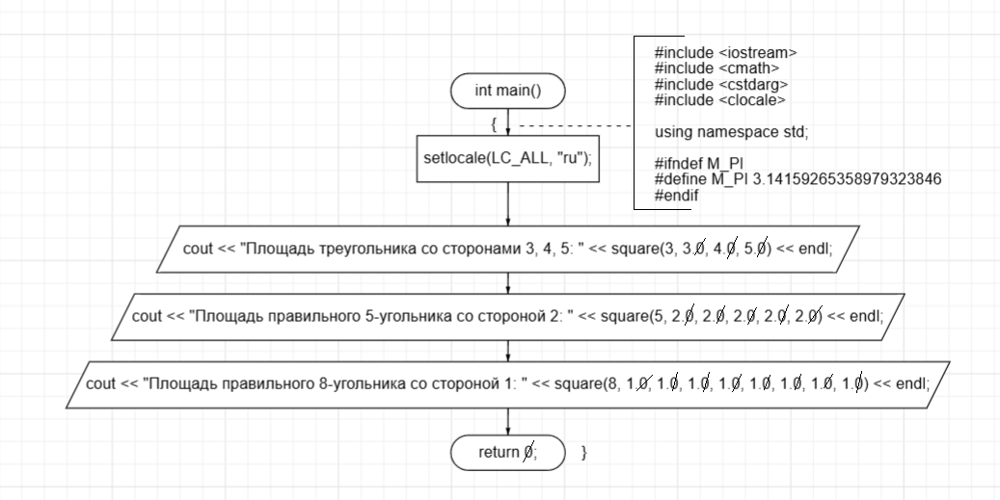 #include <iostream>
#include <cmath>
#include <cstdarg>
#include <clocale>
using namespace std;
#ifndef M_PI
#define M_PI 3.14159265358979323846
#endif
int main()
{
setlocale(LC_ALL, "ru");
cout << "Площадь треугольника со сторонами 3, 4, 5: " << square(3, 3.0, 4.0, 5.0) << endl;
cout << "Площадь правильного 5-угольника со стороной 2: " << square(5, 2.0, 2.0, 2.0, 2.0, 2.0) << endl;
cout << "Площадь правильного 8-угольника со стороной 1: " << square(8, 1.0, 1.0, 1.0, 1.0, 1.0, 1.0, 1.0, 1.0) << endl;
return 0; }